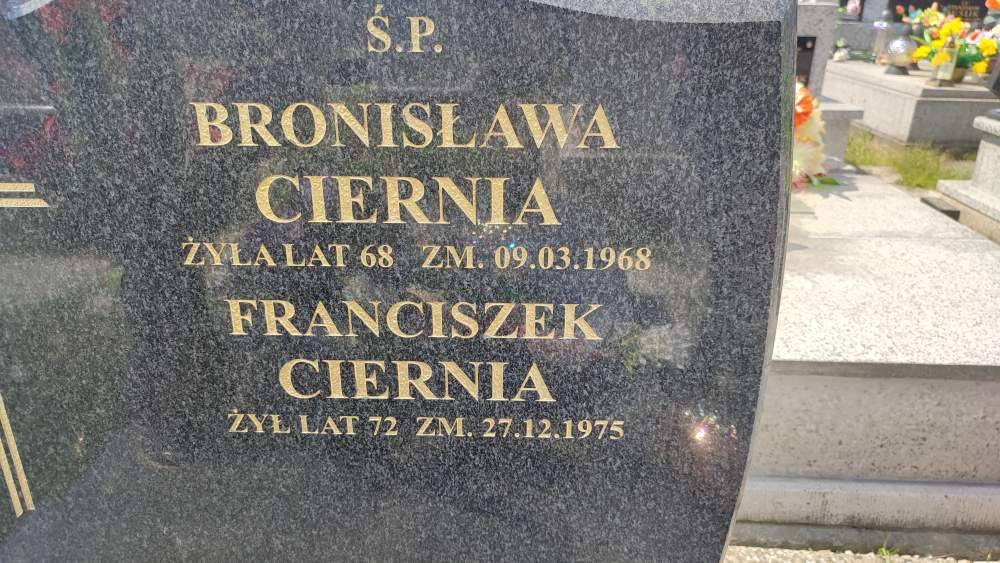 Ś.P.
BRONISŁAWA
CIERNIA
ŻYŁA LAT 68 ZM. 09.03.1968
FRANCISZEK
CIERNIA
ŻYŁ LAT 72 ZM. 27.12.1975